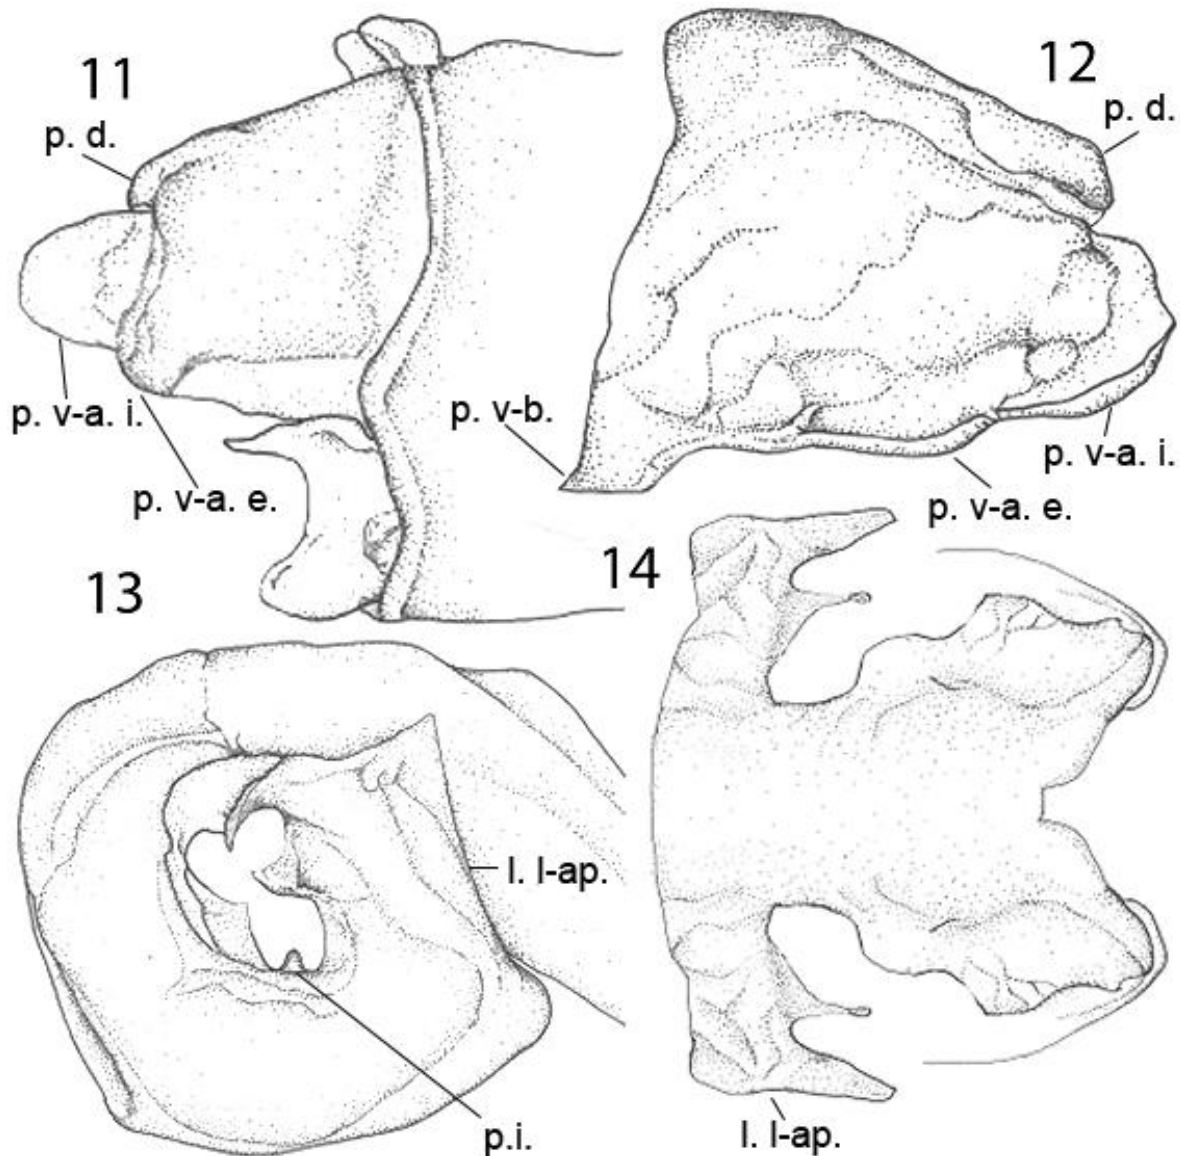 11
p. d.
p. v-a. i.
p. v-a. e.
12
p. d.
p. v-b.
p. v-a. i.
p. v-a. e.
13
l. l-ap.
p.i.
14
l. l-ap.